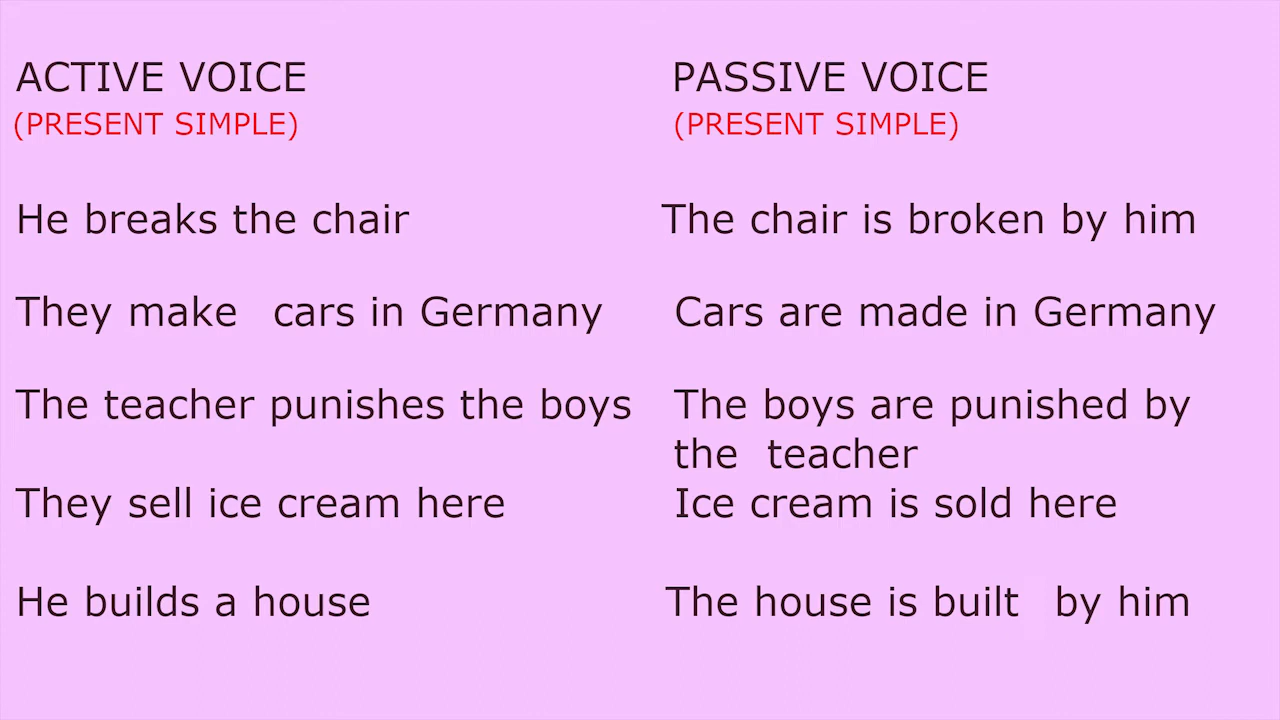 ACTIVE VOICE
PASSIVE VOICE
(PRESENT SIMPLE)
(PRESENT SIMPLE)
He breaks the chair
The chair is broken by him
They make cars in Germany
Cars are made in Germany
The teacher punishes the boys
The boys are punished by
the teacher
They sell ice cream here
Ice cream is sold here
He builds a house
The house is built by him